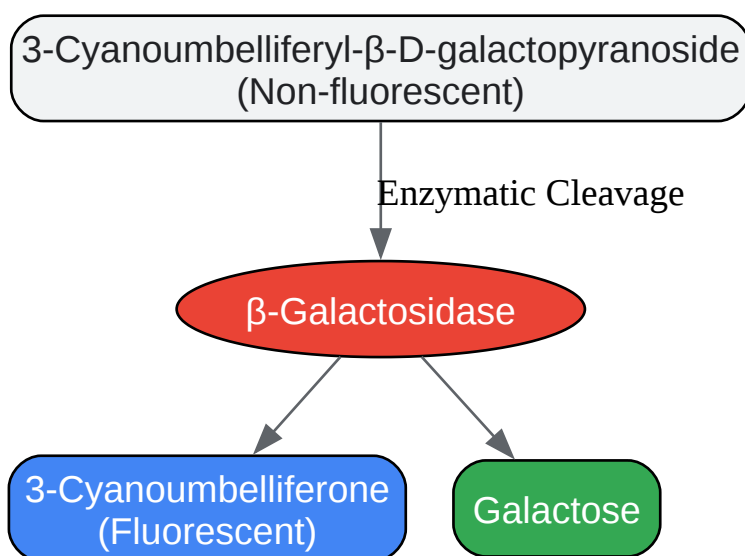 3-Cyanoumbelliferyl-β-D-galactopyranoside
(Non-fluorescent)
Enzymatic Cleavage
β-Galactosidase
3-Cyanoumbelliferone
(Fluorescent)
Galactose